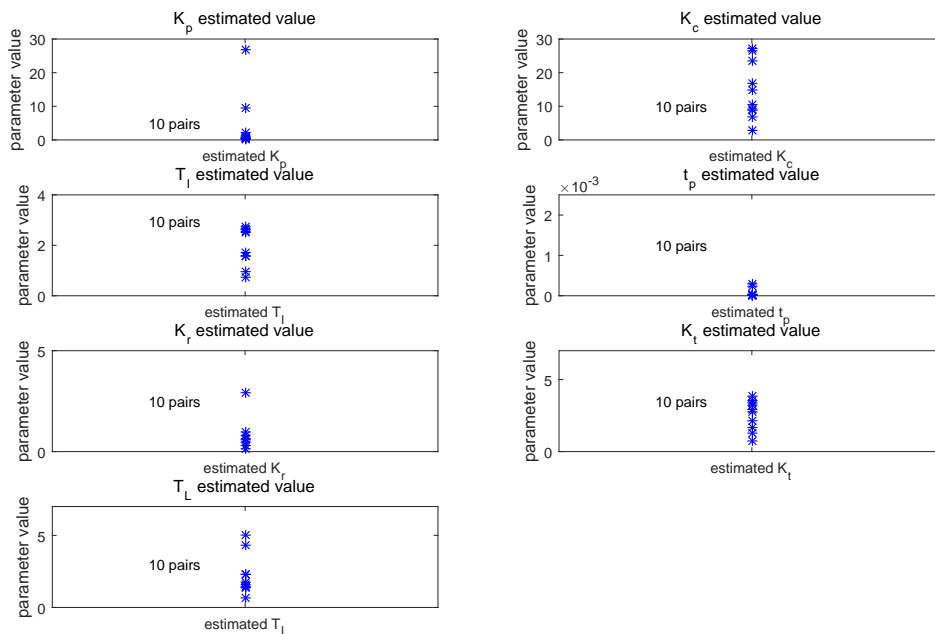 K_p estimated value
parameter value
30
20
10
0
10 pairs
estimated K_p
K_c estimated value
parameter value
30
20
10
0
10 pairs
estimated K_c
T_I estimated value
parameter value
4
2
0
10 pairs
estimated T_I
t_p estimated value
×10^-3
parameter value
2
1
0
10 pairs
estimated t_p
K_r estimated value
parameter value
5
0
10 pairs
estimated K_r
K_t estimated value
parameter value
5
0
10 pairs
estimated K_t
T_L estimated value
parameter value
5
0
10 pairs
estimated T_L